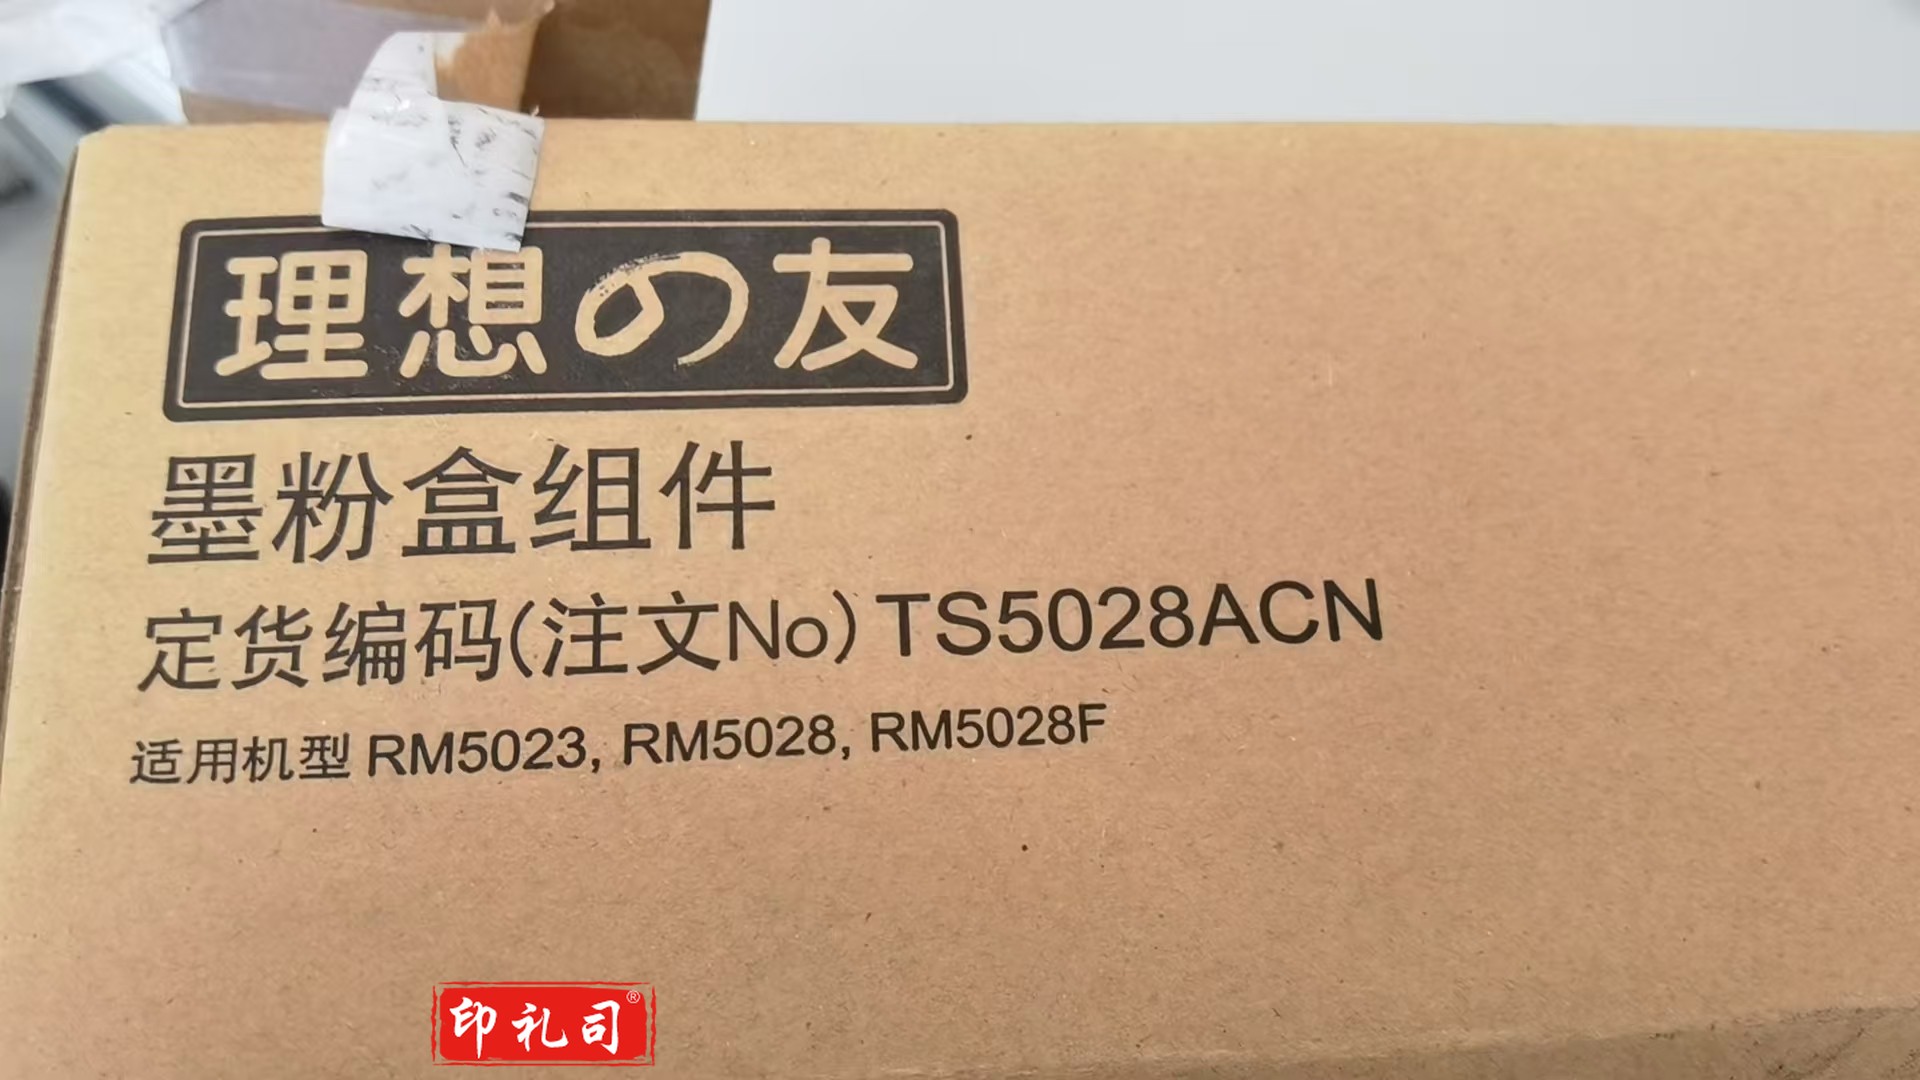 理想の友
墨粉盒组件
定货编码(注文No) TS5028ACN
适用机型 RM5023, RM5028, RM5028F
印礼司®